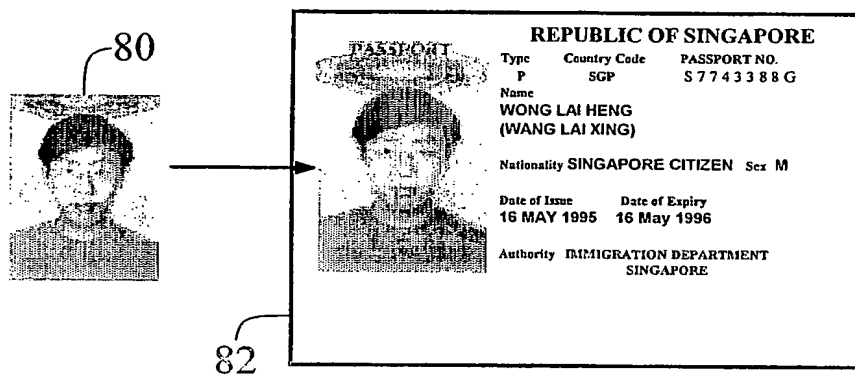 80
REPUBLIC OF SINGAPORE
PASSPORT
Type Country Code PASSPORT NO.
P SGP S7743388G
Name
WONG LAI HENG
(WANG LAI XING)
Nationality SINGAPORE CITIZEN Sex M
Date of Issue Date of Expiry
16 MAY 1995 16 May 1996
Authority IMMIGRATION DEPARTMENT
SINGAPORE
82